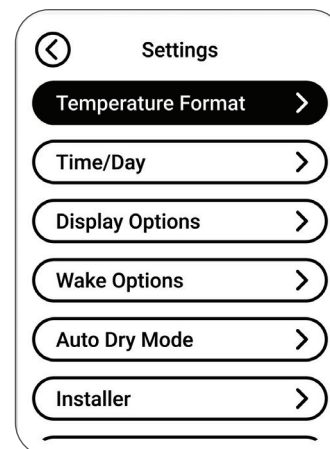 Settings
Temperature Format
Time/Day
Display Options
Wake Options
Auto Dry Mode
Installer